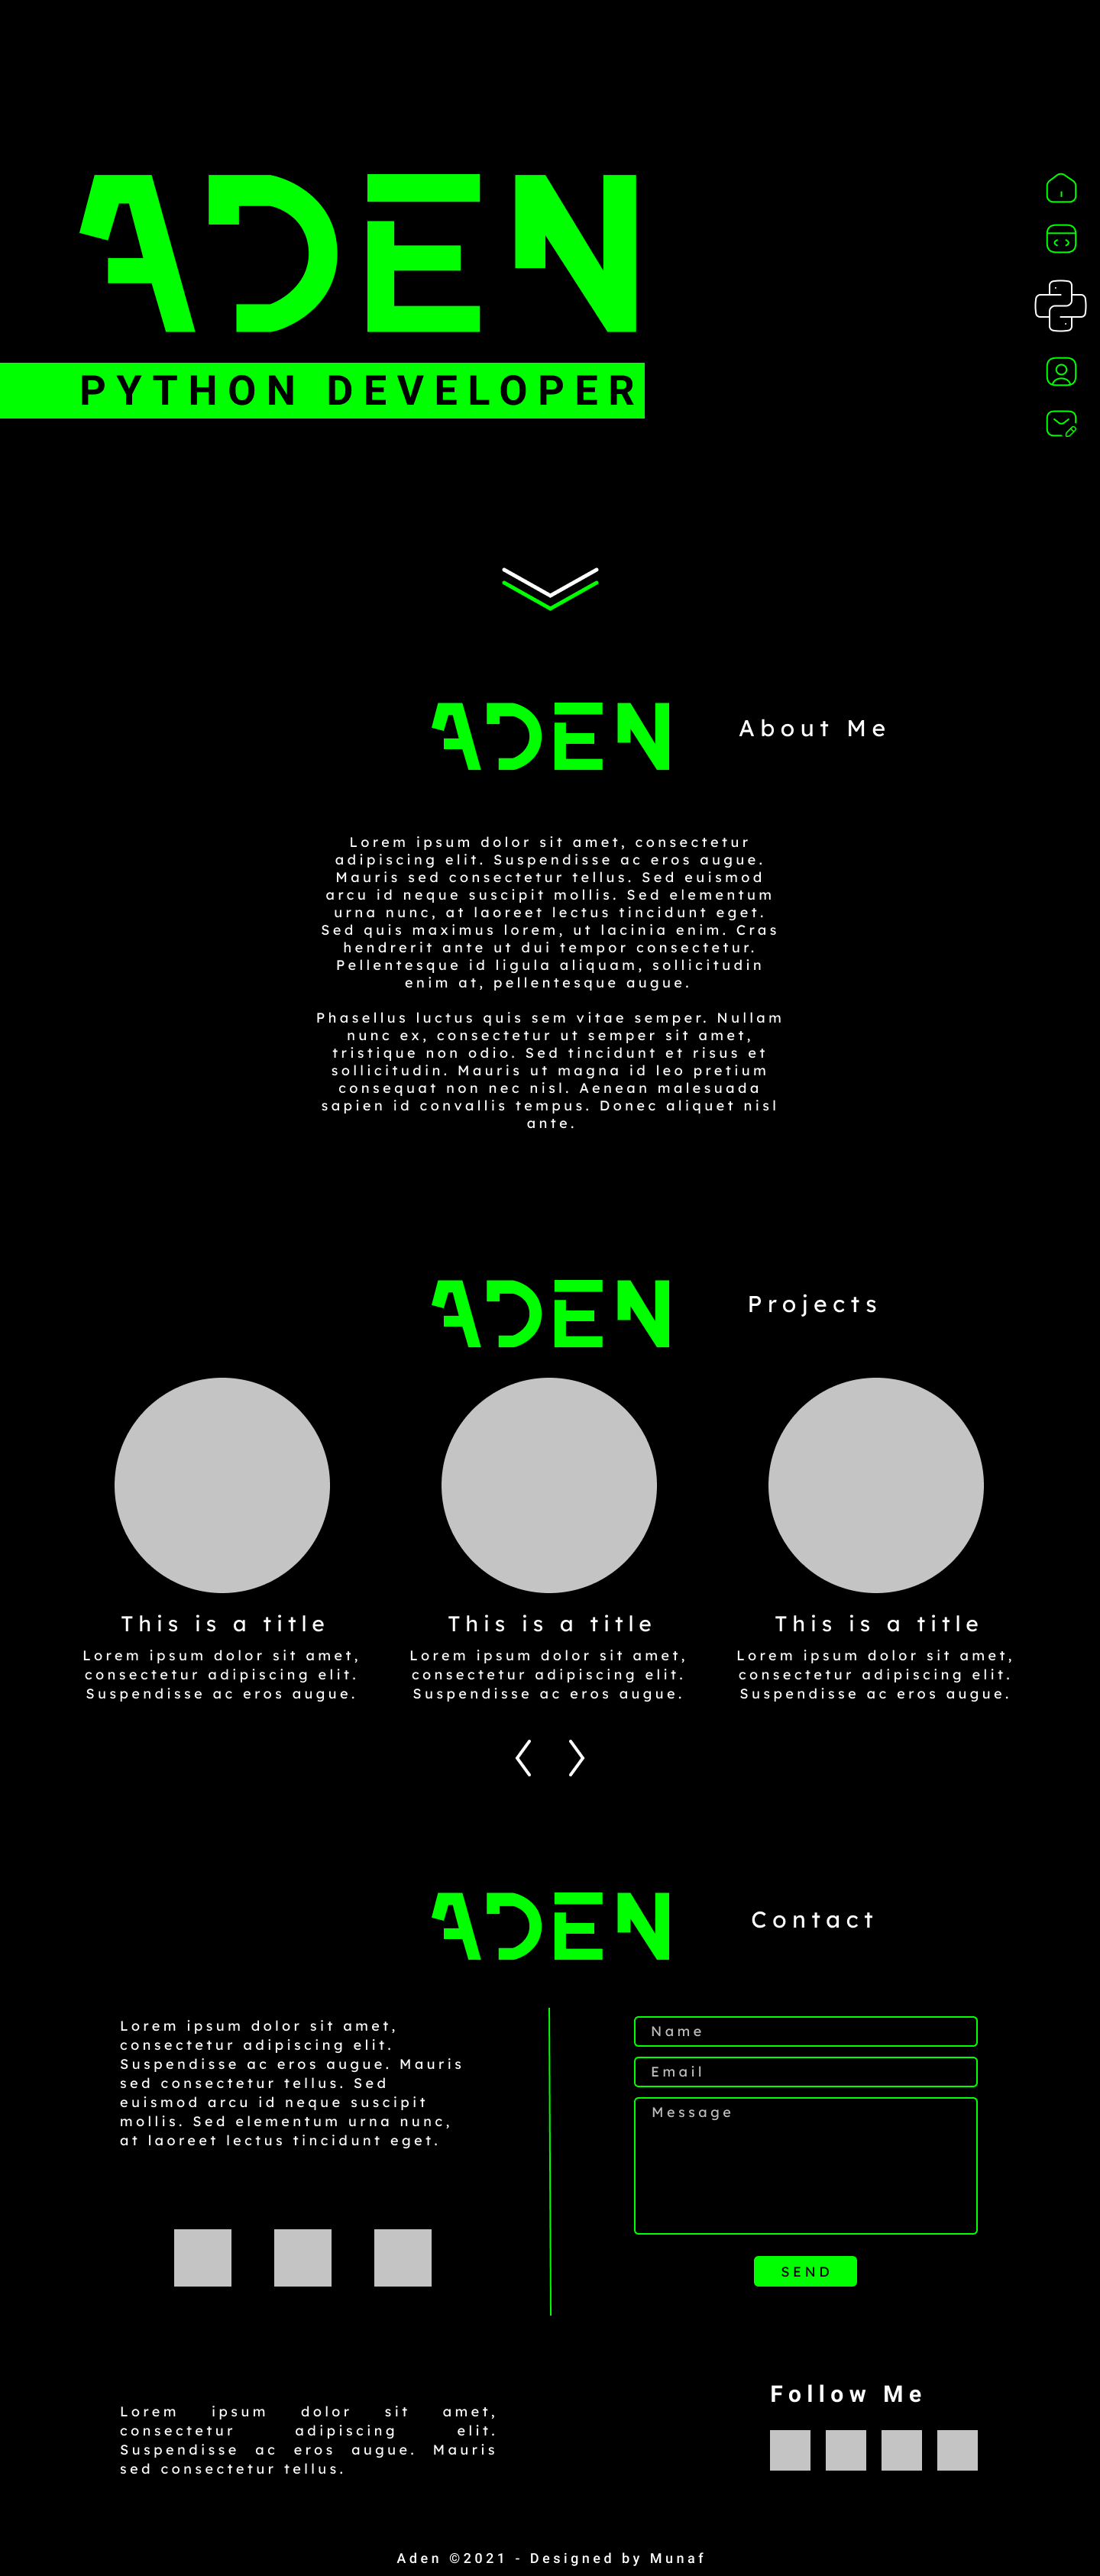 ADEN
PYTHON DEVELOPER
ADEN
About Me
Lorem ipsum dolor sit amet, consectetur
adipiscing elit. Suspendisse ac eros augue.
Mauris sed consectetur tellus. Sed euismod
arcu id neque suscipit mollis. Sed elementum
urna nunc, at laoreet lectus tincidunt eget.
Sed quis maximus lorem, ut lacinia enim. Cras
hendrerit ante ut dui tempor consectetur.
Pellentesque id ligula aliquam, sollicitudin
enim at, pellentesque augue.
Phasellus luctus quis sem vitae semper. Nullam
nunc ex, consectetur ut semper sit amet,
tristique non odio. Sed tincidunt et risus et
sollicitudin. Mauris ut magna id leo pretium
consequat non nec nisl. Aenean malesuada
sapien id convallis tempus. Donec aliquet nisl
ante.
ADEN
Projects
This is a title
Lorem ipsum dolor sit amet,
consectetur adipiscing elit.
Suspendisse ac eros augue.
This is a title
Lorem ipsum dolor sit amet,
consectetur adipiscing elit.
Suspendisse ac eros augue.
This is a title
Lorem ipsum dolor sit amet,
consectetur adipiscing elit.
Suspendisse ac eros augue.
ADEN
Contact
Lorem ipsum dolor sit amet,
consectetur adipiscing elit.
Suspendisse ac eros augue. Mauris
sed consectetur tellus. Sed
euismod arcu id neque suscipit
mollis. Sed elementum urna nunc,
at laoreet lectus tincidunt eget.
Name
Email
Message
SEND
Lorem ipsum dolor sit amet,
consectetur adipiscing elit.
Suspendisse ac eros augue. Mauris
sed consectetur tellus.
Follow Me
Aden ©2021 - Designed by Munaf